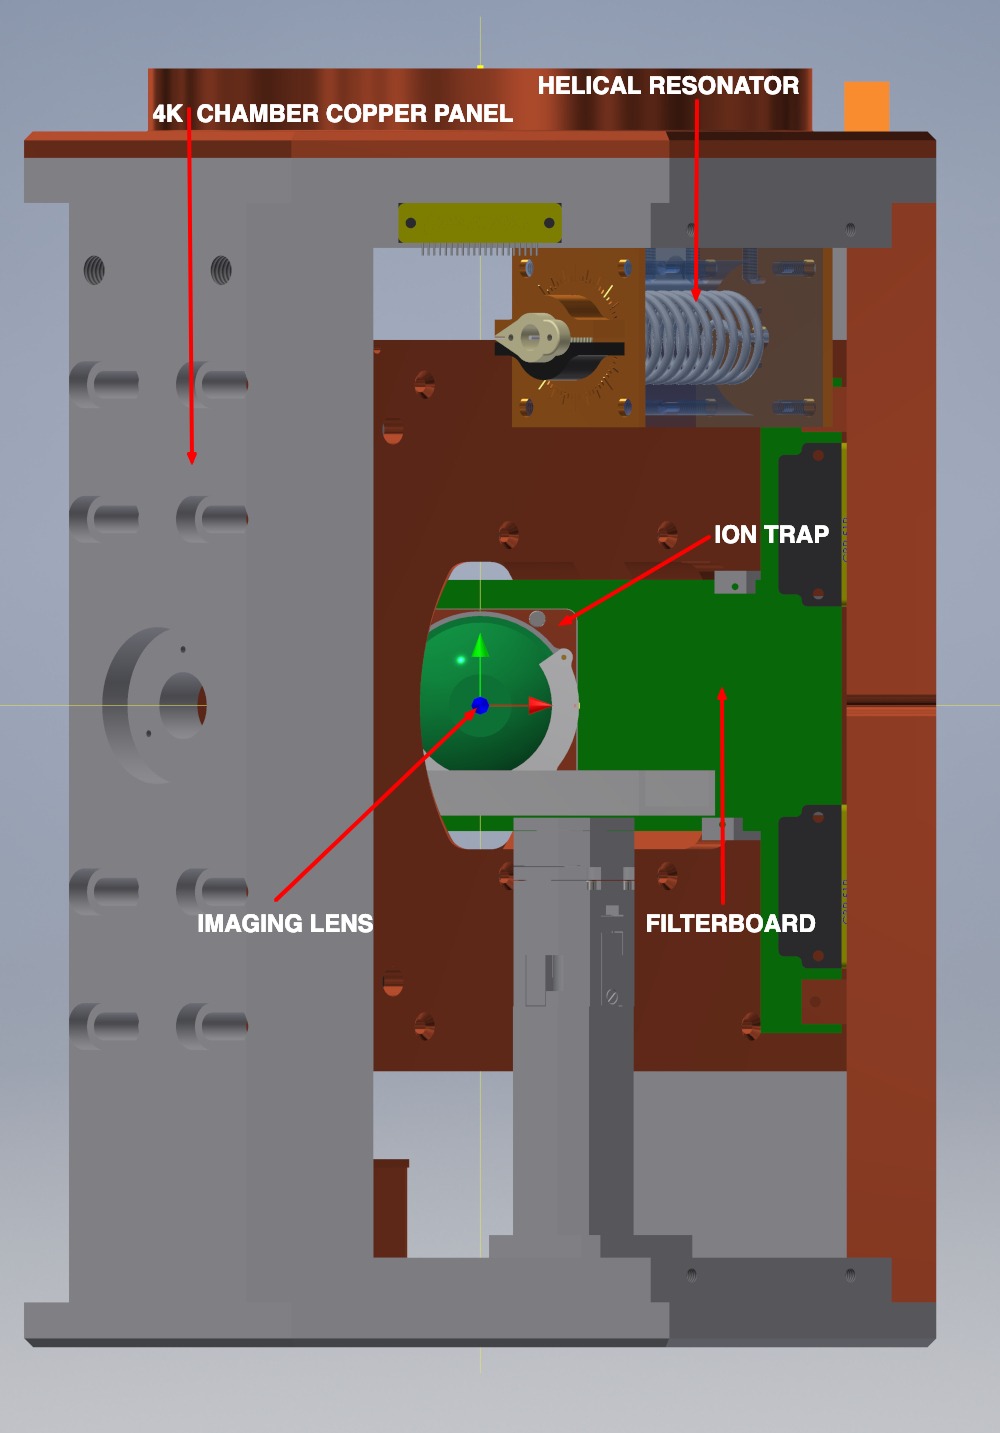 HELICAL RESONATOR
4K CHAMBER COPPER PANEL
ION TRAP
IMAGING LENS
FILTERBOARD